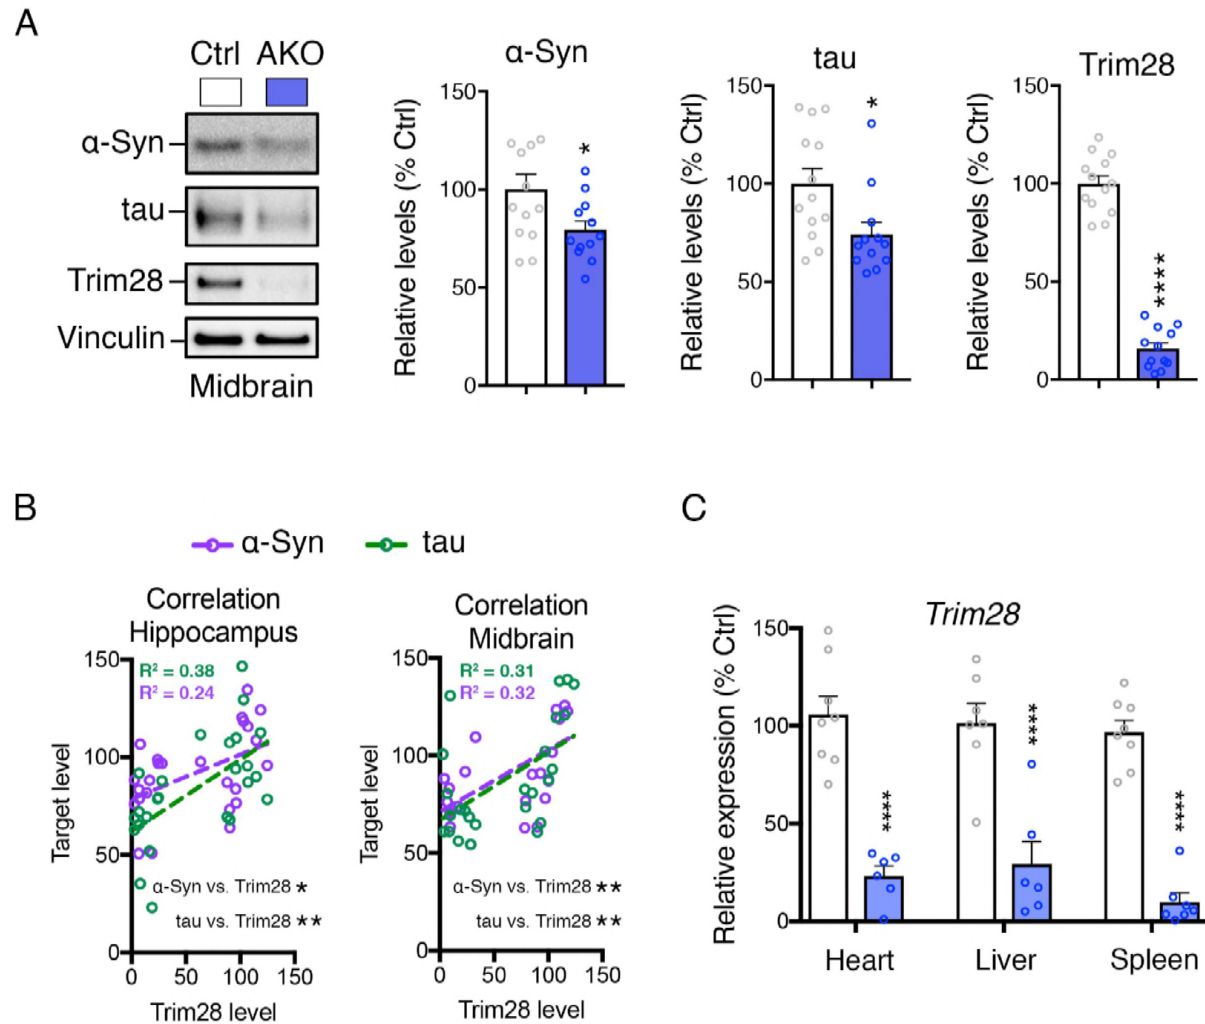 A
Ctrl AKO
α-Syn
tau
Trim28
Vinculin
Midbrain
α-Syn
Relative levels (% Ctrl)
150
100
50
0
*
tau
Relative levels (% Ctrl)
150
100
50
0
*
Trim28
Relative levels (% Ctrl)
150
100
50
0
****
B
α-Syn tau
Correlation
Hippocampus
R² = 0.38
R² = 0.24
Target level
150
100
50
0
α-Syn vs. Trim28 *
tau vs. Trim28 **
0 50 100 150
Trim28 level
Correlation
Midbrain
R² = 0.31
R² = 0.32
Target level
150
100
50
0
α-Syn vs. Trim28 **
tau vs. Trim28 **
0 50 100 150
Trim28 level
C
Trim28
Relative expression (% Ctrl)
150
100
50
0
****
****
****
Heart Liver Spleen